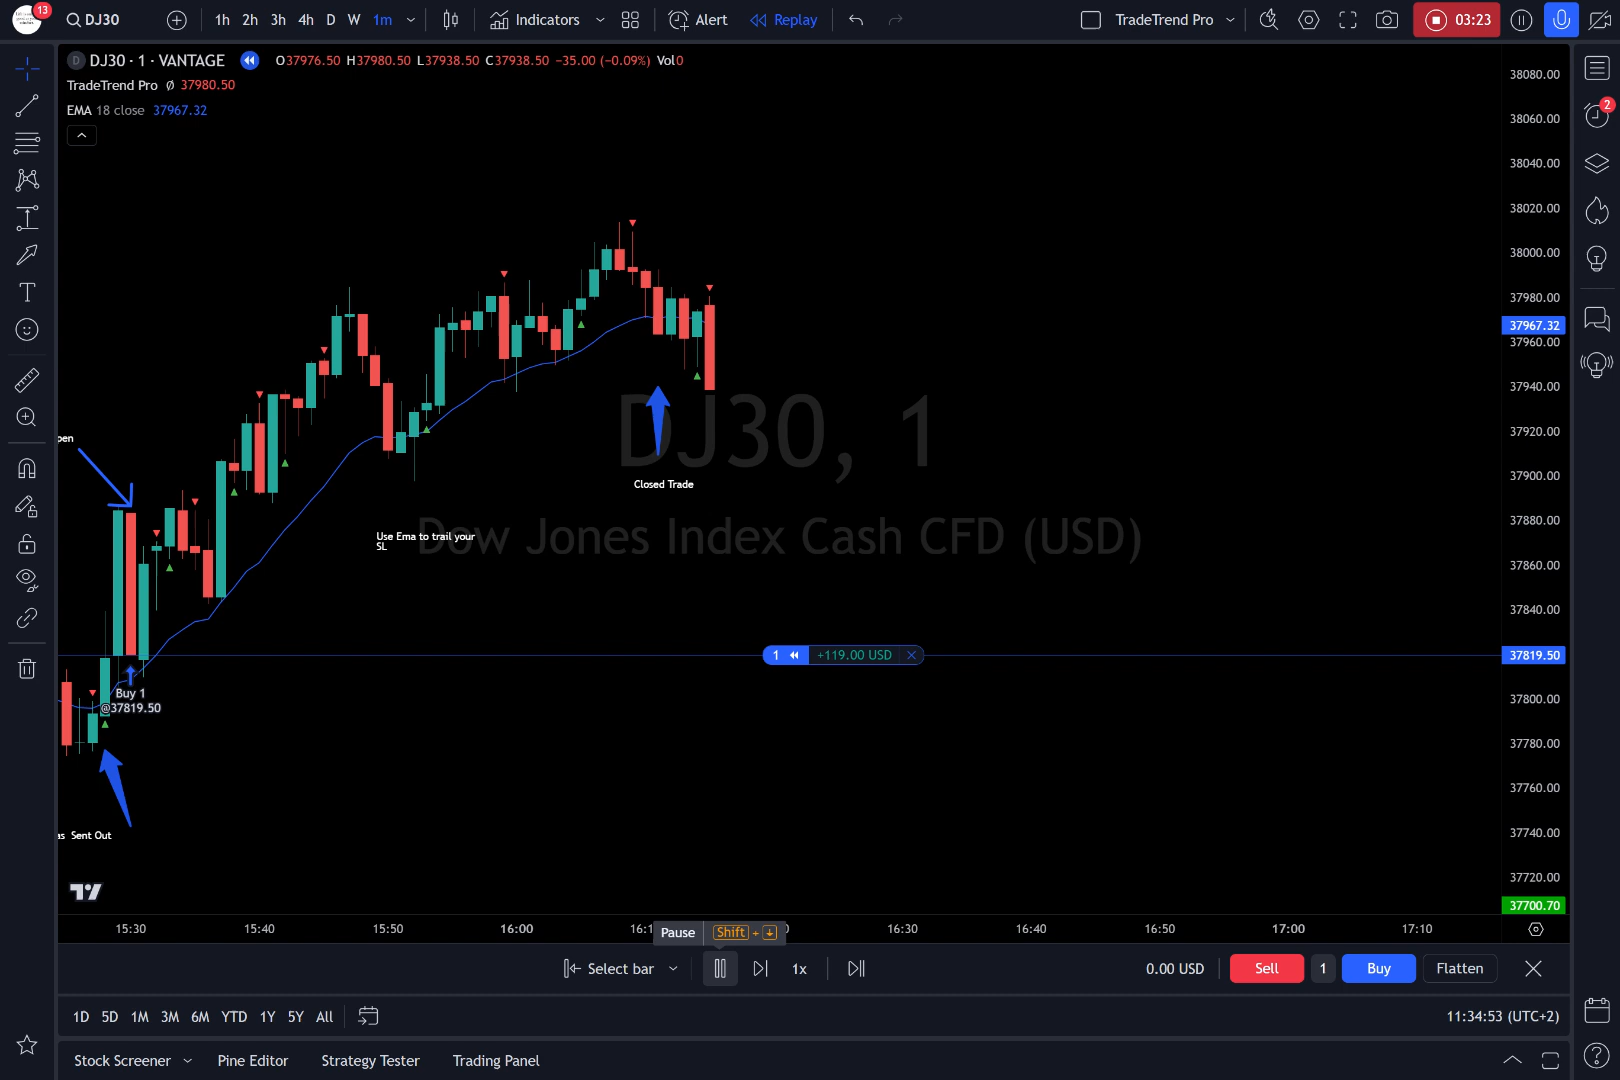 13
DJ30
1h 2h 3h 4h D W 1m
Indicators
Alert
Replay
TradeTrend Pro
03:23
D DJ30 · 1 · VANTAGE O37976.50 H37980.50 L37938.50 C37938.50 −35.00 (−0.09%) Vol0
TradeTrend Pro Ø 37980.50
EMA 18 close 37967.32
38080.00
38060.00
38040.00
38020.00
38000.00
37980.00
37967.32
37960.00
37940.00
37920.00
37900.00
37880.00
37860.00
37840.00
37819.50
37800.00
37780.00
37760.00
37740.00
37720.00
37700.70
2
pen
DJ30, 1
Dow Jones Index Cash CFD (USD)
Closed Trade
Use Ema to trail your
SL
1 +119.00 USD
Buy 1
@37819.50
as Sent Out
15:30 15:40 15:50 16:00 16:1 0 16:30 16:40 16:50 17:00 17:10
Pause Shift +
Select bar
1x
0.00 USD
Sell
1
Buy
Flatten
1D 5D 1M 3M 6M YTD 1Y 5Y All
11:34:53 (UTC+2)
Stock Screener Pine Editor Strategy Tester Trading Panel